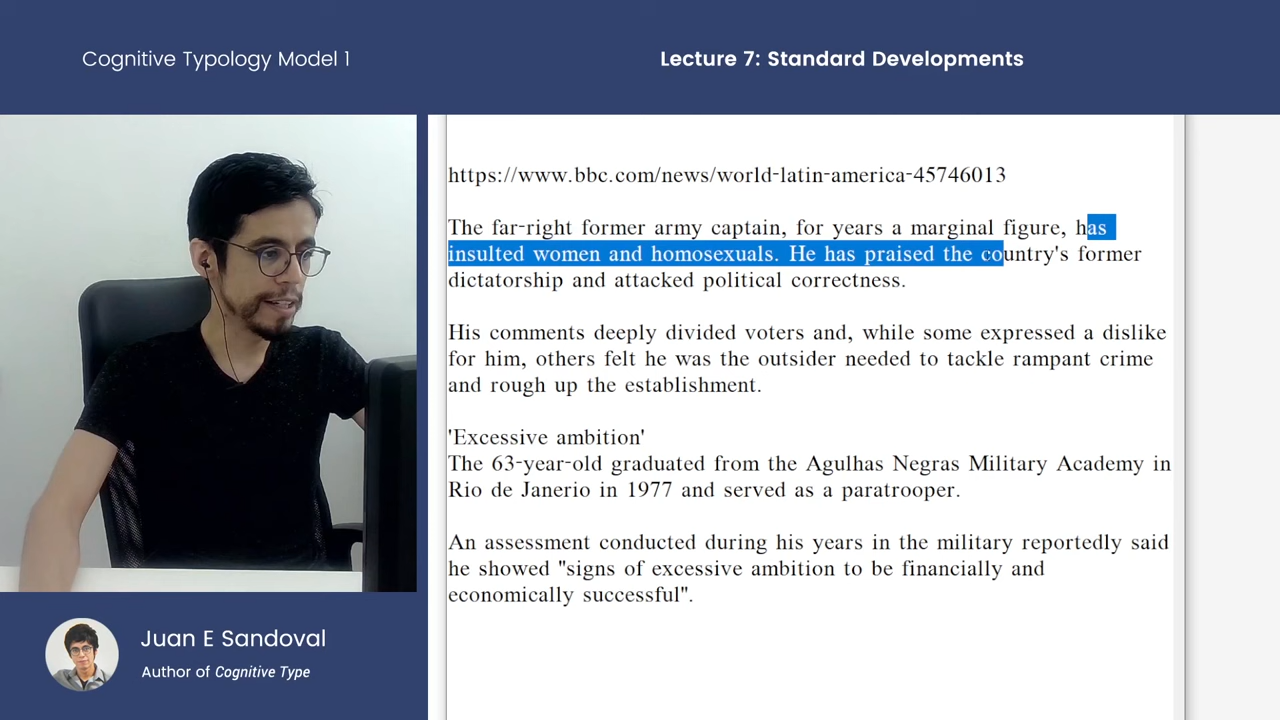 Cognitive Typology Model 1
Lecture 7: Standard Developments
https://www.bbc.com/news/world-latin-america-45746013
The far-right former army captain, for years a marginal figure, has
insulted women and homosexuals. He has praised the country's former
dictatorship and attacked political correctness.
His comments deeply divided voters and, while some expressed a dislike
for him, others felt he was the outsider needed to tackle rampant crime
and rough up the establishment.
'Excessive ambition'
The 63-year-old graduated from the Agulhas Negras Military Academy in
Rio de Janerio in 1977 and served as a paratrooper.
An assessment conducted during his years in the military reportedly said
he showed "signs of excessive ambition to be financially and
economically successful".
Juan E Sandoval
Author of Cognitive Type